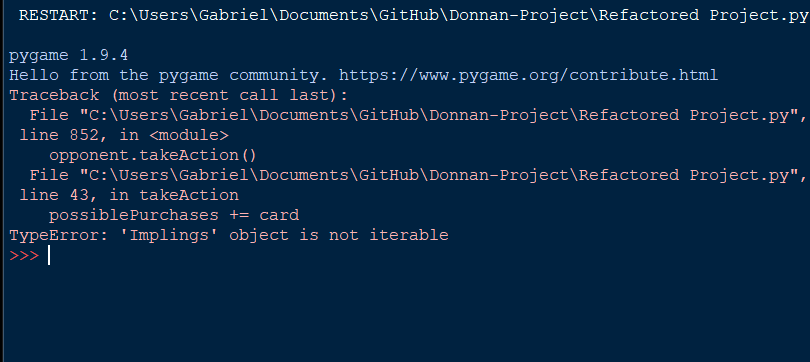 RESTART: C:\Users\Gabriel\Documents\GitHub\Donnan-Project\Refactored Project.py
pygame 1.9.4
Hello from the pygame community. https://www.pygame.org/contribute.html
Traceback (most recent call last):
File "C:\Users\Gabriel\Documents\GitHub\Donnan-Project\Refactored Project.py",
line 852, in <module>
opponent.takeAction()
File "C:\Users\Gabriel\Documents\GitHub\Donnan-Project\Refactored Project.py",
line 43, in takeAction
possiblePurchases += card
TypeError: 'Implings' object is not iterable
>>>